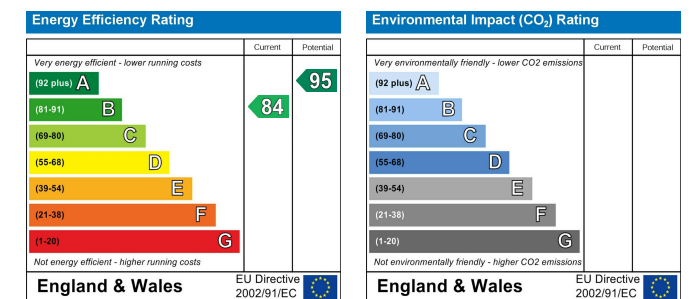 Energy Efficiency Rating
Current Potential
Very energy efficient - lower running costs
(92 plus) A
95
(81-91) B
84
(69-80) C
(55-68) D
(39-54) E
(21-38) F
(1-20) G
Not energy efficient - higher running costs
England & Wales
EU Directive
2002/91/EC
Environmental Impact (CO₂) Rating
Current Potential
Very environmentally friendly - lower CO2 emissions
(92 plus) A
(81-91) B
(69-80) C
(55-68) D
(39-54) E
(21-38) F
(1-20) G
Not environmentally friendly - higher CO2 emissions
England & Wales
EU Directive
2002/91/EC